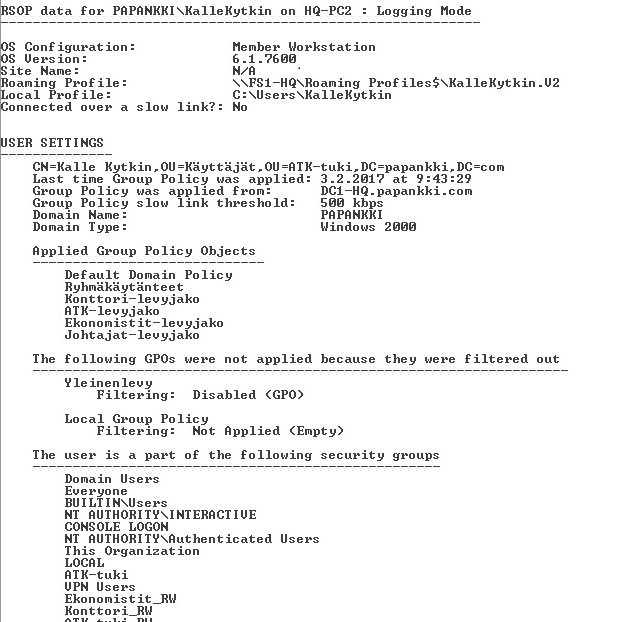 RSOP data for PAPANKKI\KalleKytkin on HQ-PC2 : Logging Mode
------------------------------------------------------------
OS Configuration:            Member Workstation
OS Version:                  6.1.7600
Site Name:                   N/A
Roaming Profile:             \\FS1-HQ\Roaming Profiles$\KalleKytkin.V2
Local Profile:               C:\Users\KalleKytkin
Connected over a slow link?: No
USER SETTINGS
--------------
CN=Kalle Kytkin,OU=Käyttäjät,OU=ATK-tuki,DC=papankki,DC=com
Last time Group Policy was applied: 3.2.2017 at 9:43:29
Group Policy was applied from:      DC1-HQ.papankki.com
Group Policy slow link threshold:   500 kbps
Domain Name:                        PAPANKKI
Domain Type:                        Windows 2000
Applied Group Policy Objects
-----------------------------
Default Domain Policy
Ryhmäkäytänteet
Konttori-levyjako
ATK-levyjako
Ekonomistit-levyjako
Johtajat-levyjako
The following GPOs were not applied because they were filtered out
-------------------------------------------------------------------
Yleinenlevy
Filtering:  Disabled (GPO)
Local Group Policy
Filtering:  Not Applied (Empty)
The user is a part of the following security groups
---------------------------------------------------
Domain Users
Everyone
BUILTIN\Users
NT AUTHORITY\INTERACTIVE
CONSOLE LOGON
NT AUTHORITY\Authenticated Users
This Organization
LOCAL
ATK-tuki
VPN Users
Ekonomistit_RW
Konttori_RW
ATK-tuki_RW